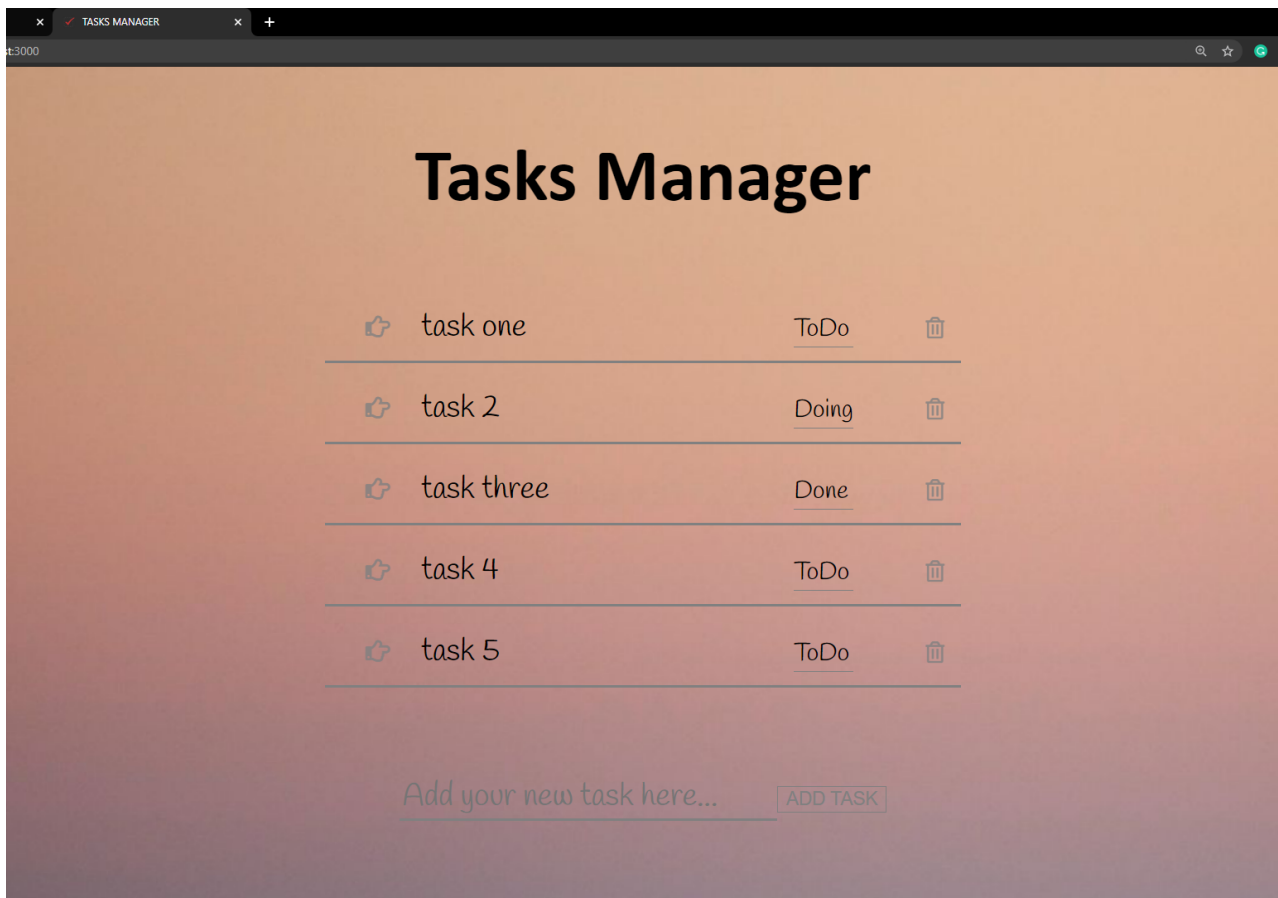 TASKS MANAGER
st:3000
Tasks Manager
task one ToDo
task 2 Doing
task three Done
task 4 ToDo
task 5 ToDo
Add your new task here... ADD TASK